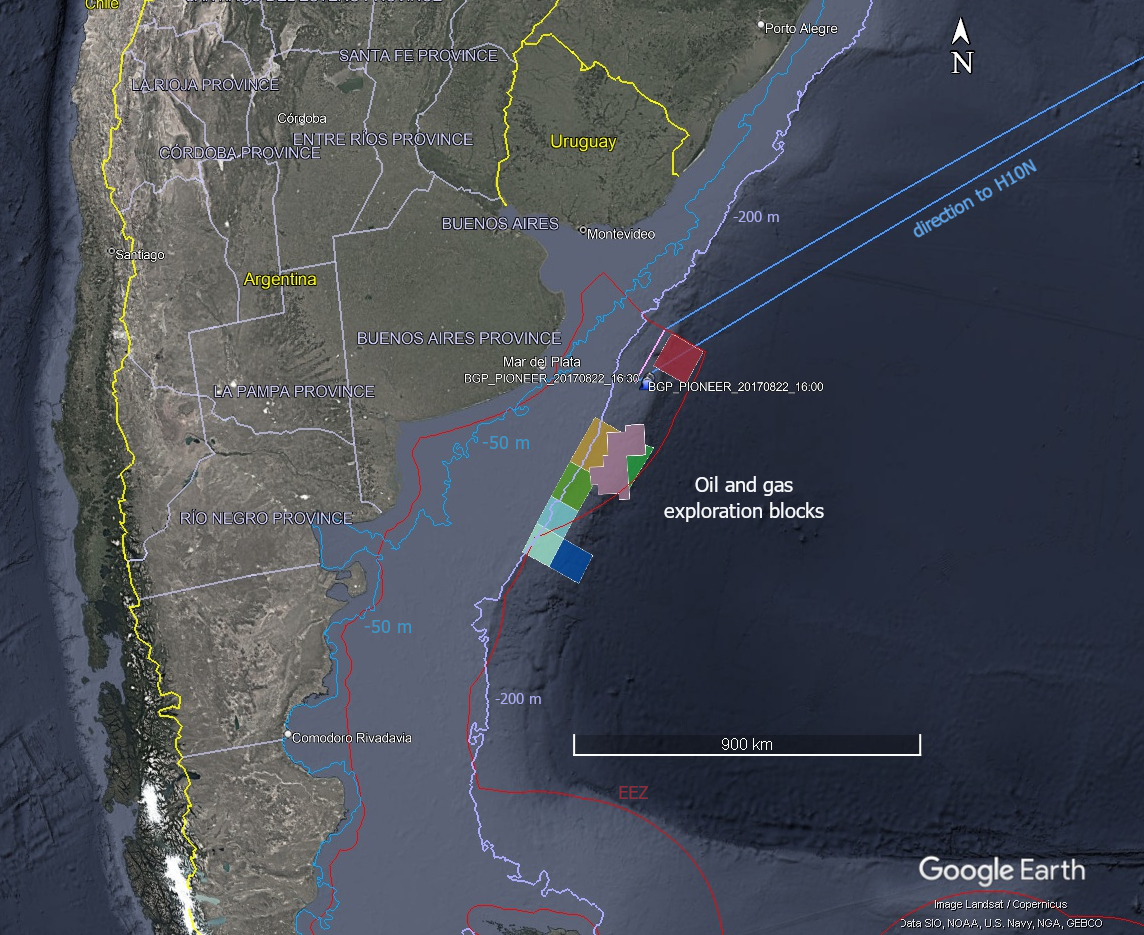 Chile
Porto Alegre
N
SANTA FE PROVINCE
LA RIOJA PROVINCE
Córdoba
ENTRE RÍOS PROVINCE
CÓRDOBA PROVINCE
Uruguay
direction to H10N
-200 m
BUENOS AIRES
Montevideo
Santiago
Argentina
BUENOS AIRES PROVINCE
Mar del Plata
BGP_PIONEER_20170822_16:30
BGP_PIONEER_20170822_16:00
LA PAMPA PROVINCE
-50 m
Oil and gas
exploration blocks
RÍO NEGRO PROVINCE
-50 m
-200 m
Comodoro Rivadavia
900 km
EEZ
Google Earth
Image Landsat / Copernicus
Data SIO, NOAA, U.S. Navy, NGA, GEBCO